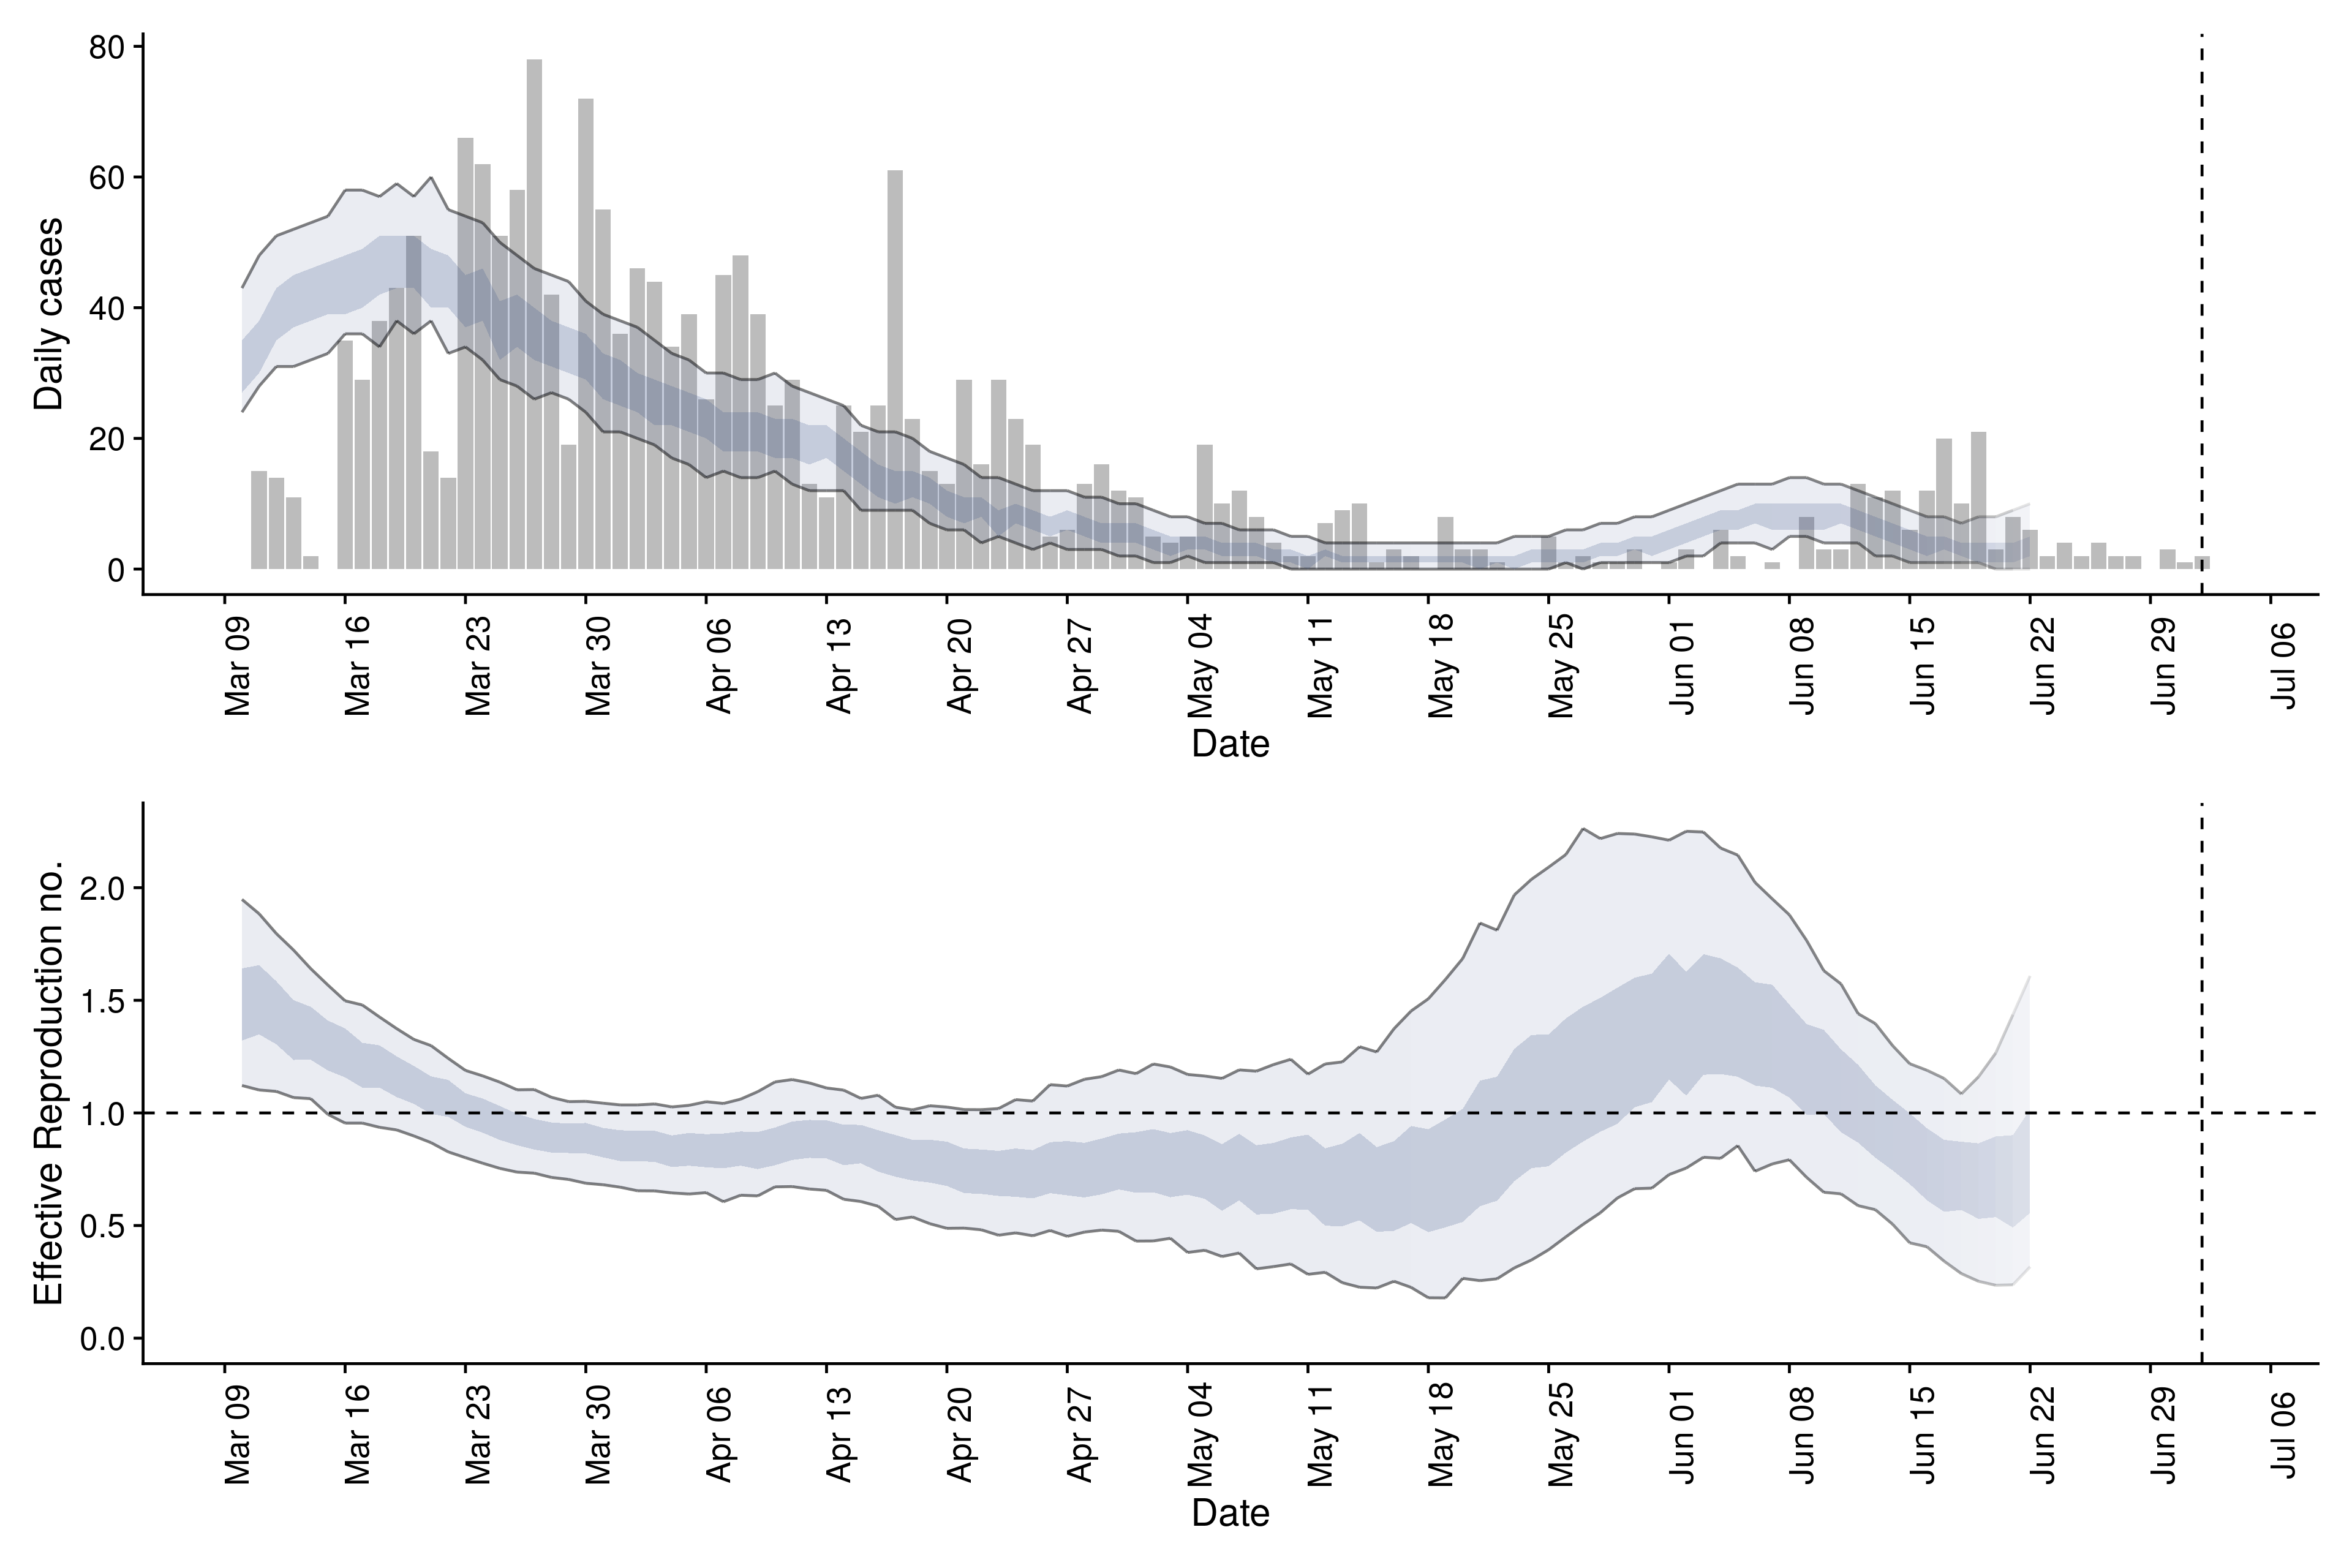 Daily cases
80
60
40
20
0
Mar 09
Mar 16
Mar 23
Mar 30
Apr 06
Apr 13
Apr 20
Apr 27
May 04
May 11
May 18
May 25
Jun 01
Jun 08
Jun 15
Jun 22
Jun 29
Jul 06
Date
Effective Reproduction no.
2.0
1.5
1.0
0.5
0.0
Mar 09
Mar 16
Mar 23
Mar 30
Apr 06
Apr 13
Apr 20
Apr 27
May 04
May 11
May 18
May 25
Jun 01
Jun 08
Jun 15
Jun 22
Jun 29
Jul 06
Date